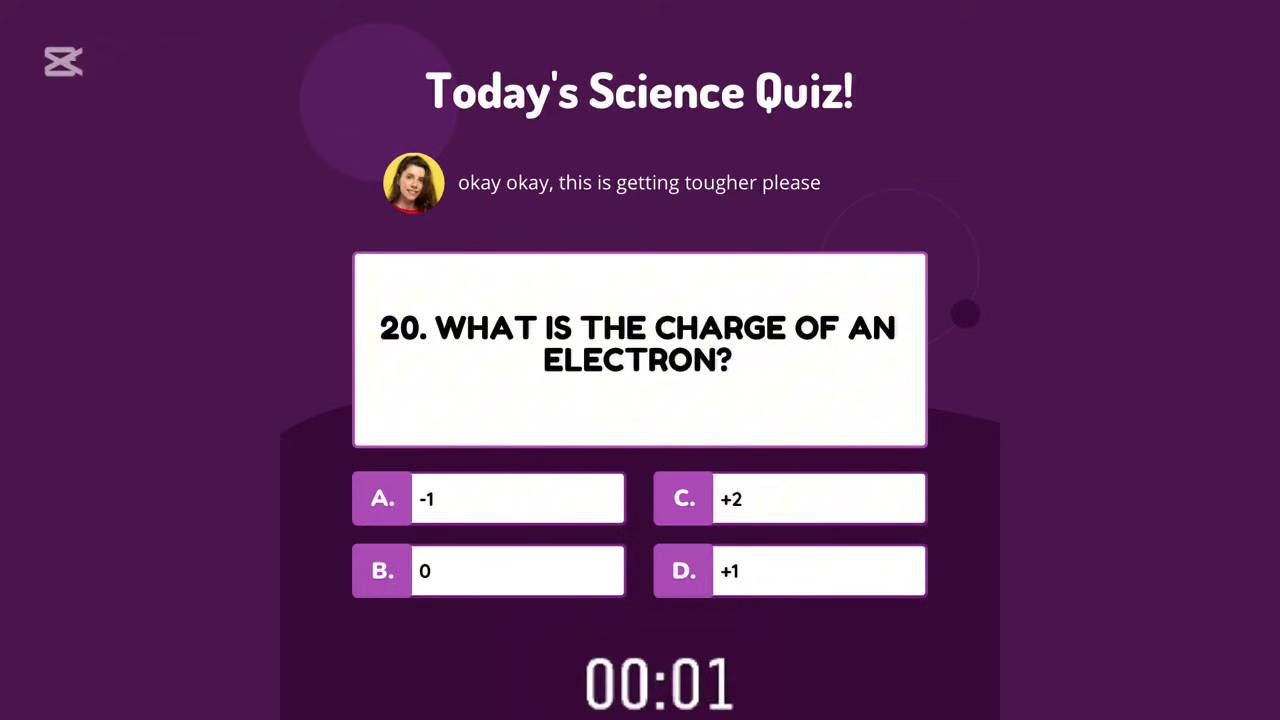 Today's Science Quiz!
okay okay, this is getting tougher please
20. WHAT IS THE CHARGE OF AN
ELECTRON?
A. -1
C. +2
B. 0
D. +1
00:01